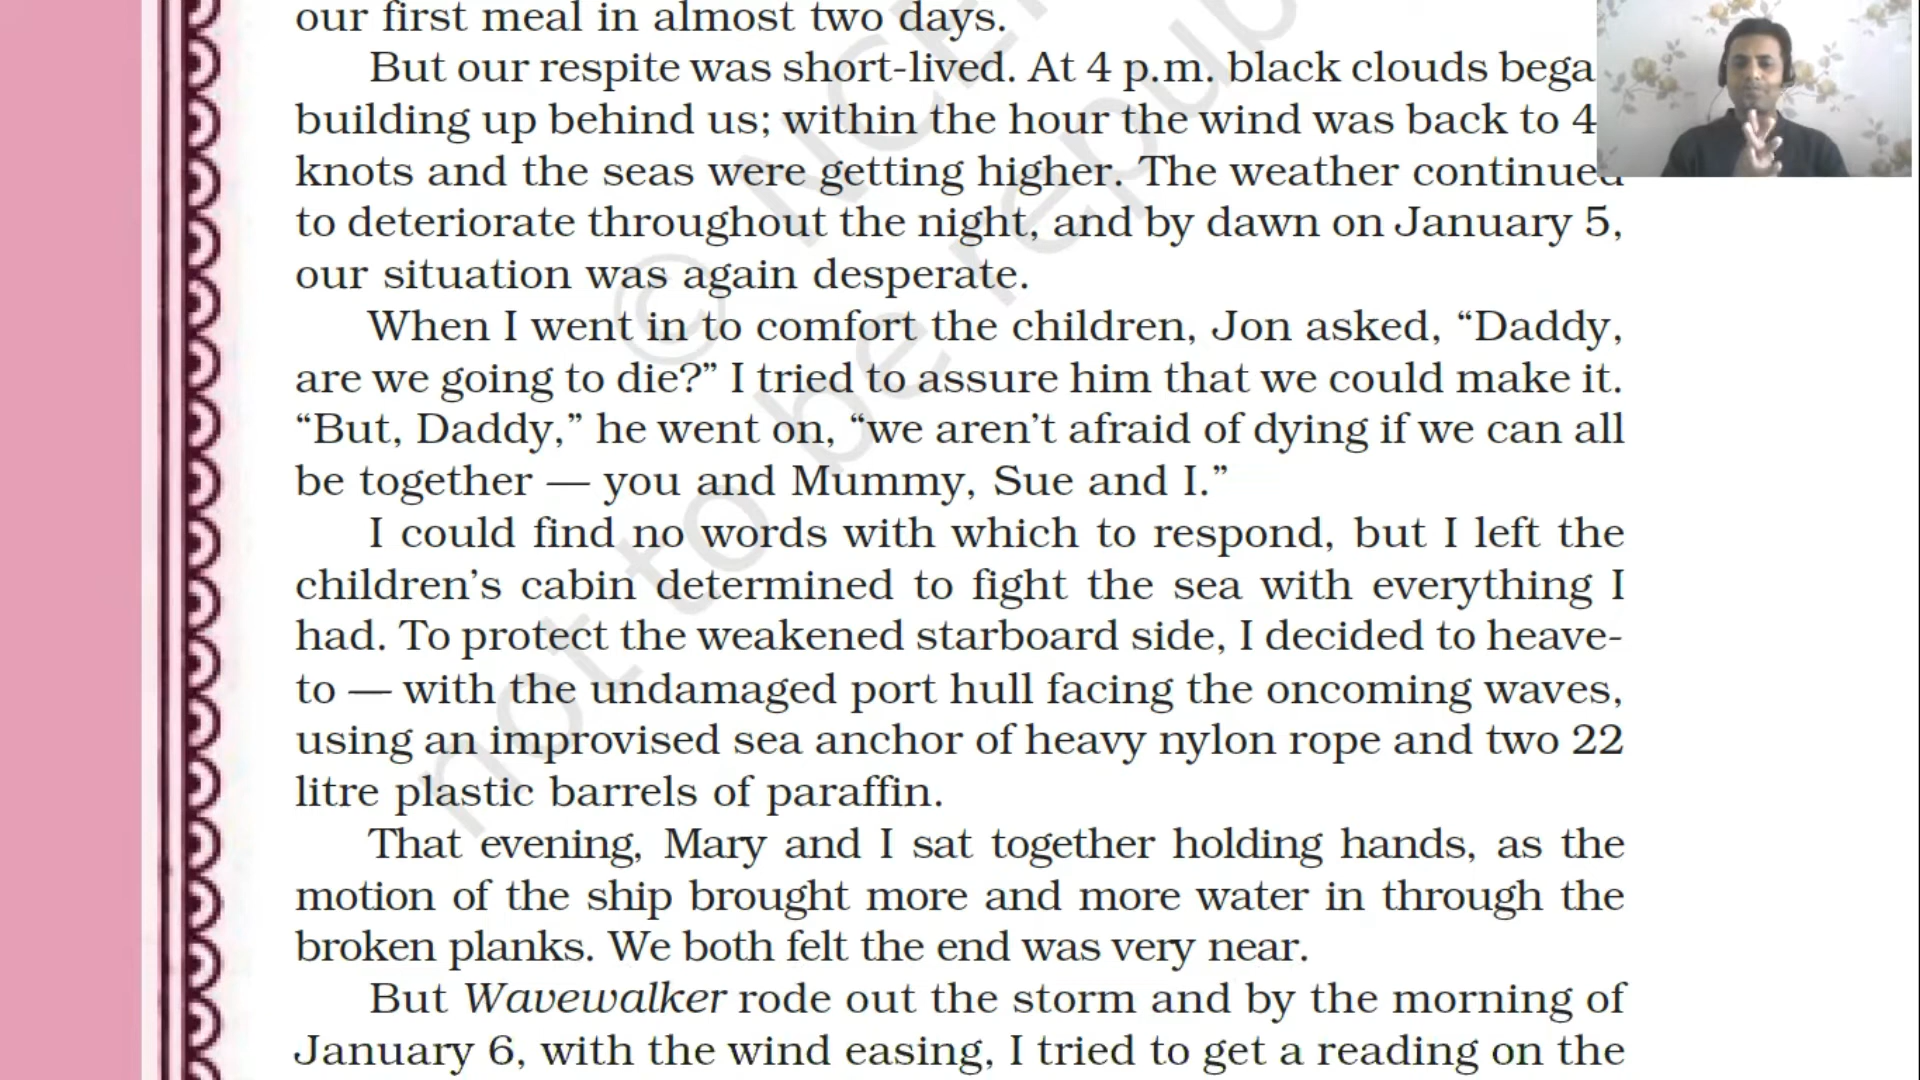 our first meal in almost two days.
But our respite was short-lived. At 4 p.m. black clouds bega
building up behind us; within the hour the wind was back to 4
knots and the seas were getting higher. The weather continued
to deteriorate throughout the night, and by dawn on January 5,
our situation was again desperate.
When I went in to comfort the children, Jon asked, “Daddy,
are we going to die?” I tried to assure him that we could make it.
“But, Daddy,” he went on, “we aren’t afraid of dying if we can all
be together — you and Mummy, Sue and I.”
I could find no words with which to respond, but I left the
children’s cabin determined to fight the sea with everything I
had. To protect the weakened starboard side, I decided to heave-
to — with the undamaged port hull facing the oncoming waves,
using an improvised sea anchor of heavy nylon rope and two 22
litre plastic barrels of paraffin.
That evening, Mary and I sat together holding hands, as the
motion of the ship brought more and more water in through the
broken planks. We both felt the end was very near.
But Wavewalker rode out the storm and by the morning of
January 6, with the wind easing, I tried to get a reading on the
© NCE
not to be repub